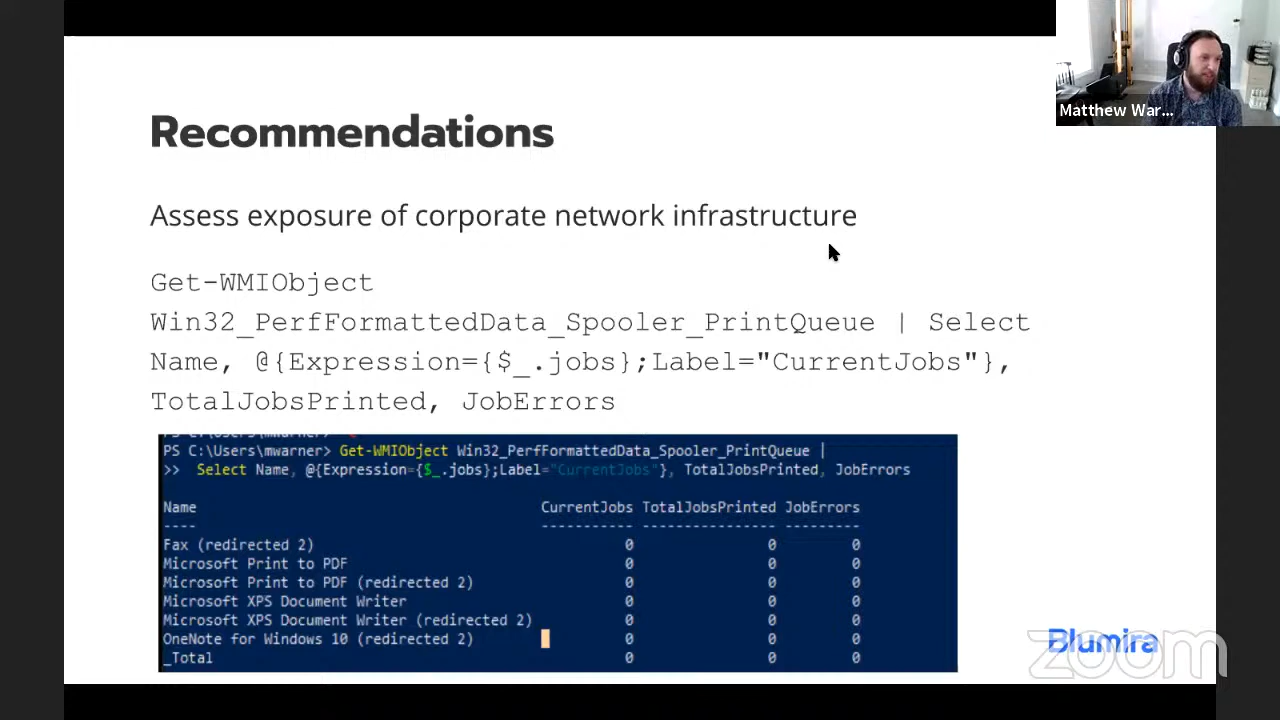 Matthew War...
Recommendations
Assess exposure of corporate network infrastructure
Get-WMIObject
Win32_PerfFormattedData_Spooler_PrintQueue | Select
Name, @{Expression={$_.jobs};Label="CurrentJobs"},
TotalJobsPrinted, JobErrors
PS C:\Users\mwarner>
PS C:\Users\mwarner> Get-WMIObject Win32_PerfFormattedData_Spooler_PrintQueue |
>> Select Name, @{Expression={$_.jobs};Label="CurrentJobs"}, TotalJobsPrinted, JobErrors
Name CurrentJobs TotalJobsPrinted JobErrors
---- ----------- ---------------- ---------
Fax (redirected 2) 0 0 0
Microsoft Print to PDF 0 0 0
Microsoft Print to PDF (redirected 2) 0 0 0
Microsoft XPS Document Writer 0 0 0
Microsoft XPS Document Writer (redirected 2) 0 0 0
OneNote for Windows 10 (redirected 2) 0 0 0
_Total 0 0 0
Blumira
zoom